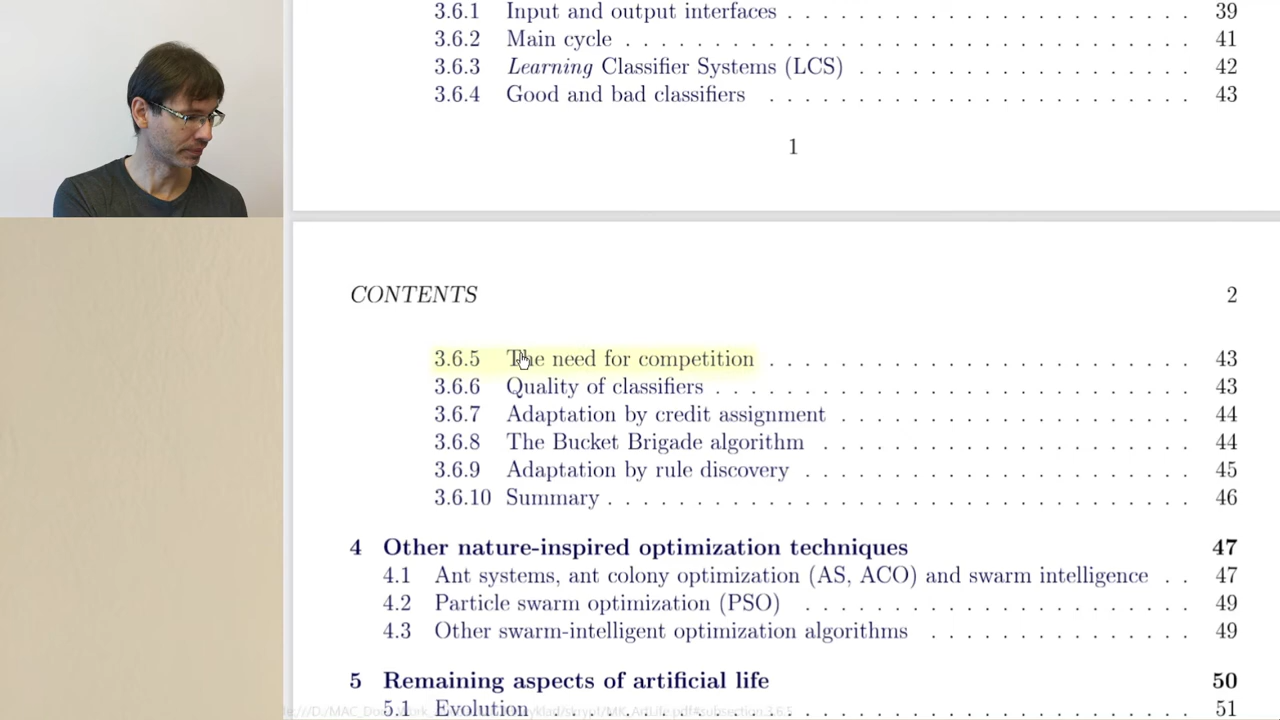 3.6.1 Input and output interfaces . . . . . . . . . . . . . . . . . . . . . . . . . . . 39
3.6.2 Main cycle . . . . . . . . . . . . . . . . . . . . . . . . . . . . . . . . . . . . . . 41
3.6.3 Learning Classifier Systems (LCS) . . . . . . . . . . . . . . . . . . . . . . 42
3.6.4 Good and bad classifiers . . . . . . . . . . . . . . . . . . . . . . . . . . . . 43
1
CONTENTS 2
3.6.5 The need for competition . . . . . . . . . . . . . . . . . . . . . . . . . . . . 43
3.6.6 Quality of classifiers . . . . . . . . . . . . . . . . . . . . . . . . . . . . . . . 43
3.6.7 Adaptation by credit assignment . . . . . . . . . . . . . . . . . . . . . . . 44
3.6.8 The Bucket Brigade algorithm . . . . . . . . . . . . . . . . . . . . . . . . 44
3.6.9 Adaptation by rule discovery . . . . . . . . . . . . . . . . . . . . . . . . . 45
3.6.10 Summary . . . . . . . . . . . . . . . . . . . . . . . . . . . . . . . . . . . . . . 46
4 Other nature-inspired optimization techniques 47
4.1 Ant systems, ant colony optimization (AS, ACO) and swarm intelligence . . 47
4.2 Particle swarm optimization (PSO) . . . . . . . . . . . . . . . . . . . . . . . . . . 49
4.3 Other swarm-intelligent optimization algorithms . . . . . . . . . . . . . . . . . 49
5 Remaining aspects of artificial life 50
5.1 Evolution . . . . . . . . . . . . . . . . . . . . . . . . . . . . . . . . . . . . . . . . . . 51